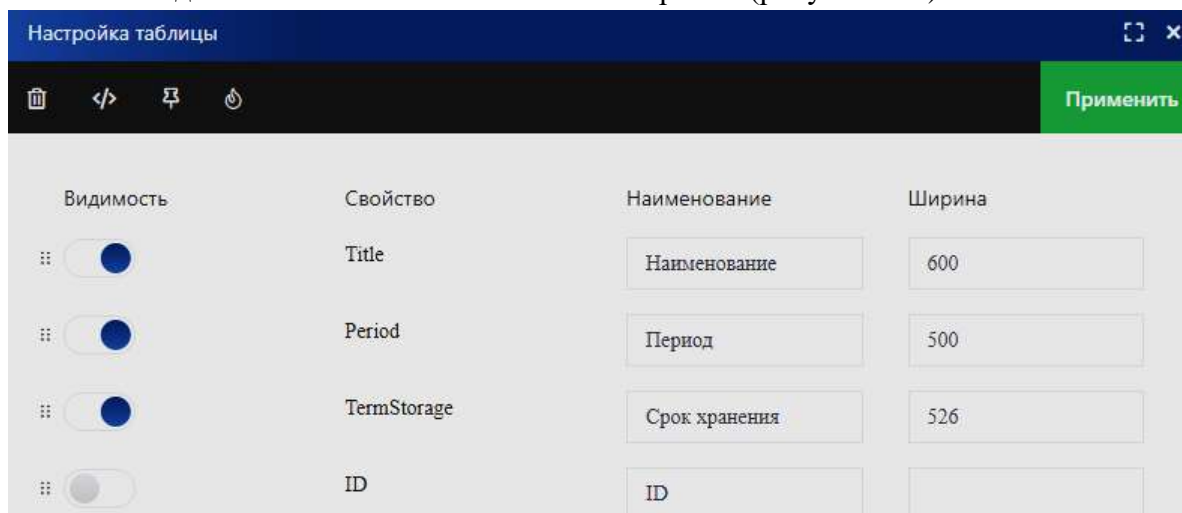 Настройка таблицы
Применить
Видимость Свойство Наименование Ширина
Title Наименование 600
Period Период 500
TermStorage Срок хранения 526
ID ID